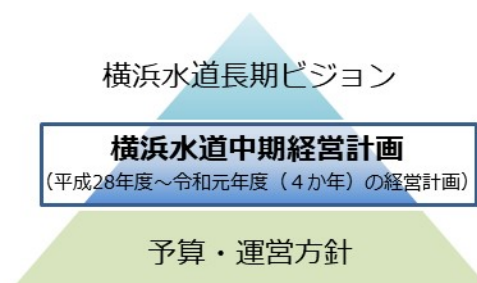 横浜水道長期ビジョン
横浜水道中期経営計画
(平成28年度～令和元年度（４か年）の経営計画)
予算・運営方針